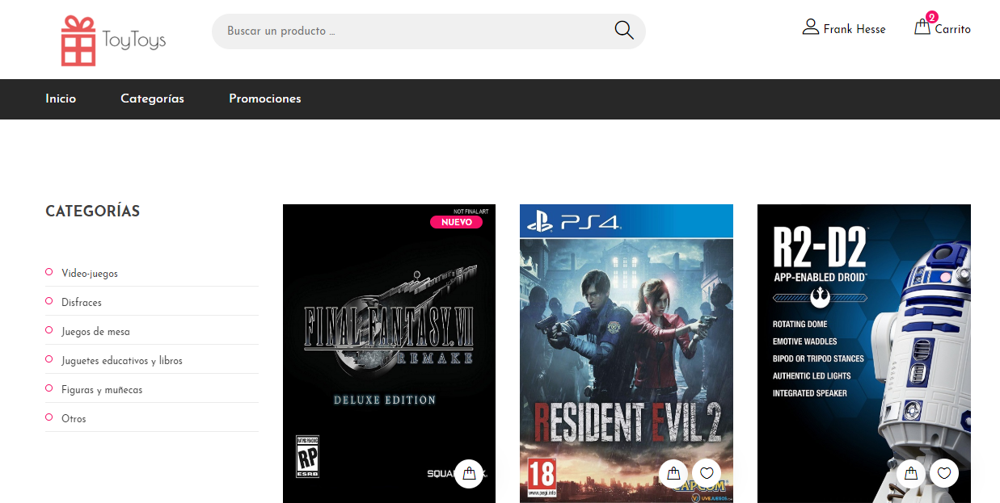 ToyToys
Buscar un producto ...
Frank Hesse
2
Carrito
Inicio
Categorías
Promociones
CATEGORÍAS
Video-juegos
Disfraces
Juegos de mesa
Juguetes educativos y libros
Figuras y muñecas
Otros
NOT FINAL ART
NUEVO
FINAL FANTASY VII
REMAKE
DELUXE EDITION
RP
ESRB
PS4
RESIDENT EVIL 2
18
www.pegi.info
CAPCOM
UVEJUEGOS.COM
R2-D2
APP-ENABLED DROID™
ROTATING DOME
EMOTIVE WADDLES
BIPOD OR TRIPOD STANCES
AUTHENTIC LED LIGHTS
INTEGRATED SPEAKER